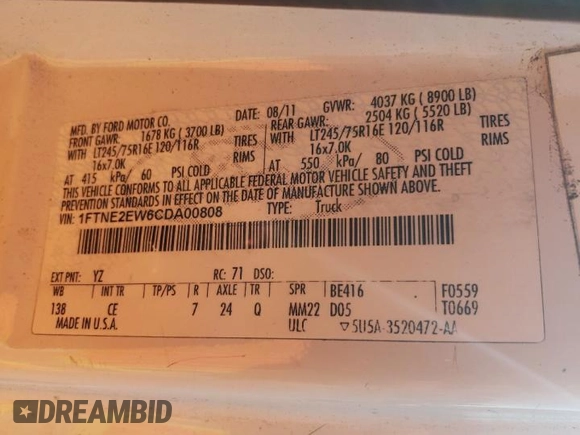 MFD. BY FORD MOTOR CO.
DATE: 08/11 GVWR: 4037 KG ( 8900 LB)
FRONT GAWR: 1678 KG ( 3700 LB) REAR GAWR: 2504 KG ( 5520 LB)
WITH LT245/75R16E 120/116R TIRES WITH LT245/75R16E 120/116R TIRES
16x7.0K RIMS 16x7.0K RIMS
AT 415 kPa/ 60 PSI COLD AT 550 kPa/ 80 PSI COLD
THIS VEHICLE CONFORMS TO ALL APPLICABLE FEDERAL MOTOR VEHICLE SAFETY AND THEFT
PREVENTION STANDARDS IN EFFECT ON THE DATE OF MANUFACTURE SHOWN ABOVE.
VIN: 1FTNE2EW6CDA00808 TYPE: Truck
EXT PNT: YZ RC: 71 DSO:
WB INT TR TP/PS R AXLE TR SPR BE416 F0559
138 CE 7 24 Q MM22 D05 T0669
MADE IN U.S.A. ULC ▽5U5A-3520472-AA
DREAMBID